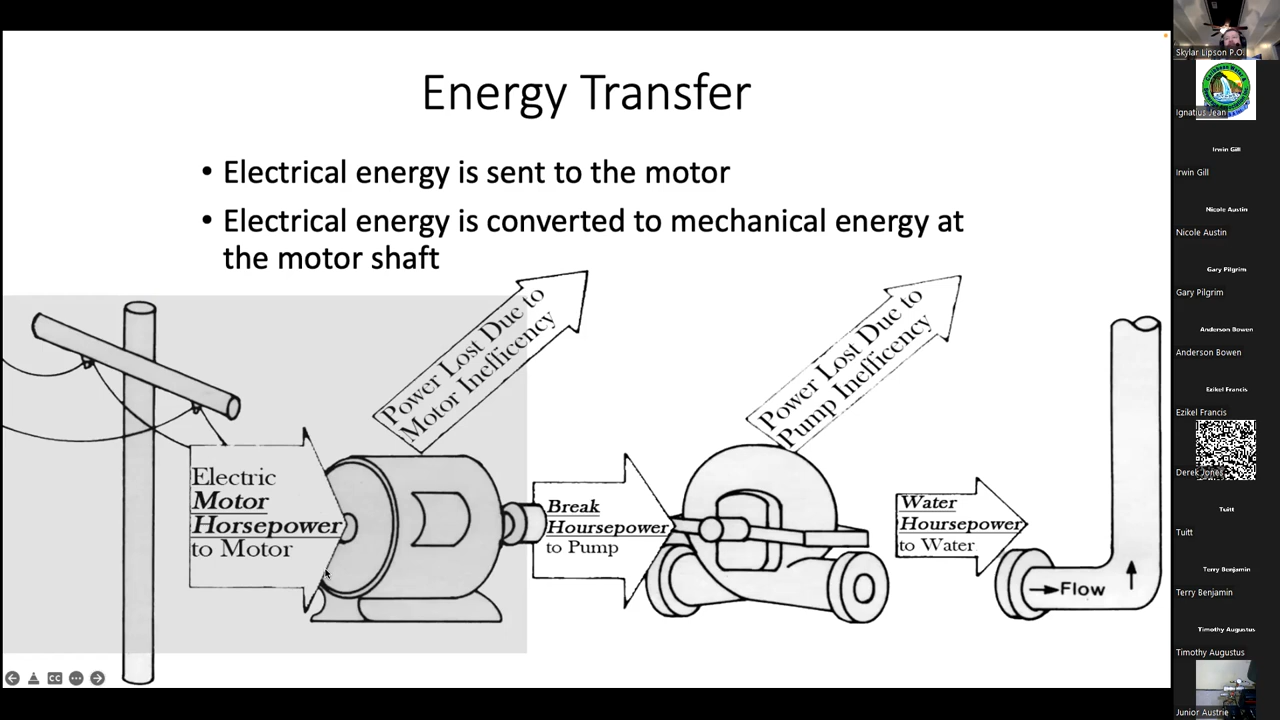 Energy Transfer
• Electrical energy is sent to the motor
• Electrical energy is converted to mechanical energy at
the motor shaft
Power Lost Due to
Motor Inefficency
Power Lost Due to
Pump Inefficency
Electric
Motor
Horsepower
to Motor
Break
Hoursepower
to Pump
Water
Hoursepower
to Water
Flow
CC
Skylar Lipson P.O.
Ignatius Jean
Irwin Gill
Irwin Gill
Nicole Austin
Nicole Austin
Gary Pilgrim
Gary Pilgrim
Anderson Bowen
Anderson Bowen
Ezikel Francis
Ezikel Francis
Derek Jones
Tuitt
Tuitt
Terry Benjamin
Terry Benjamin
Timothy Augustus
Timothy Augustus
Junior Austrie